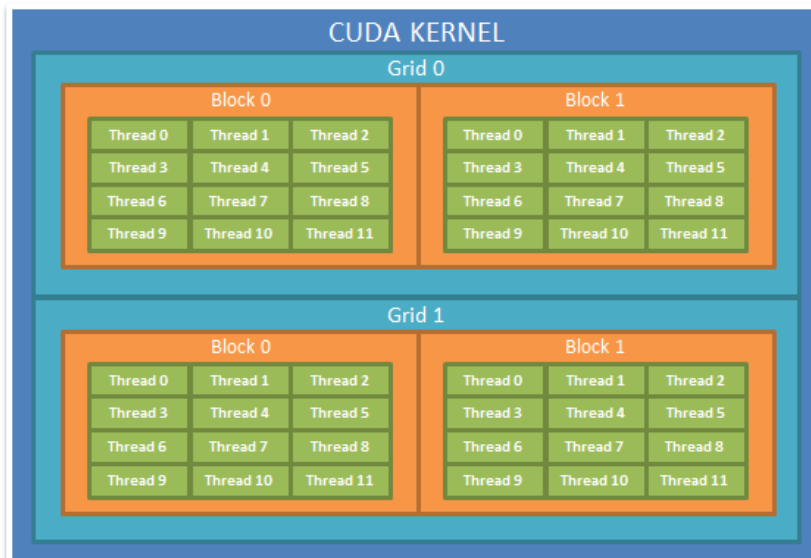 CUDA KERNEL
Grid 0
Block 0
Thread 0 Thread 1 Thread 2
Thread 3 Thread 4 Thread 5
Thread 6 Thread 7 Thread 8
Thread 9 Thread 10 Thread 11
Block 1
Thread 0 Thread 1 Thread 2
Thread 3 Thread 4 Thread 5
Thread 6 Thread 7 Thread 8
Thread 9 Thread 10 Thread 11
Grid 1
Block 0
Thread 0 Thread 1 Thread 2
Thread 3 Thread 4 Thread 5
Thread 6 Thread 7 Thread 8
Thread 9 Thread 10 Thread 11
Block 1
Thread 0 Thread 1 Thread 2
Thread 3 Thread 4 Thread 5
Thread 6 Thread 7 Thread 8
Thread 9 Thread 10 Thread 11